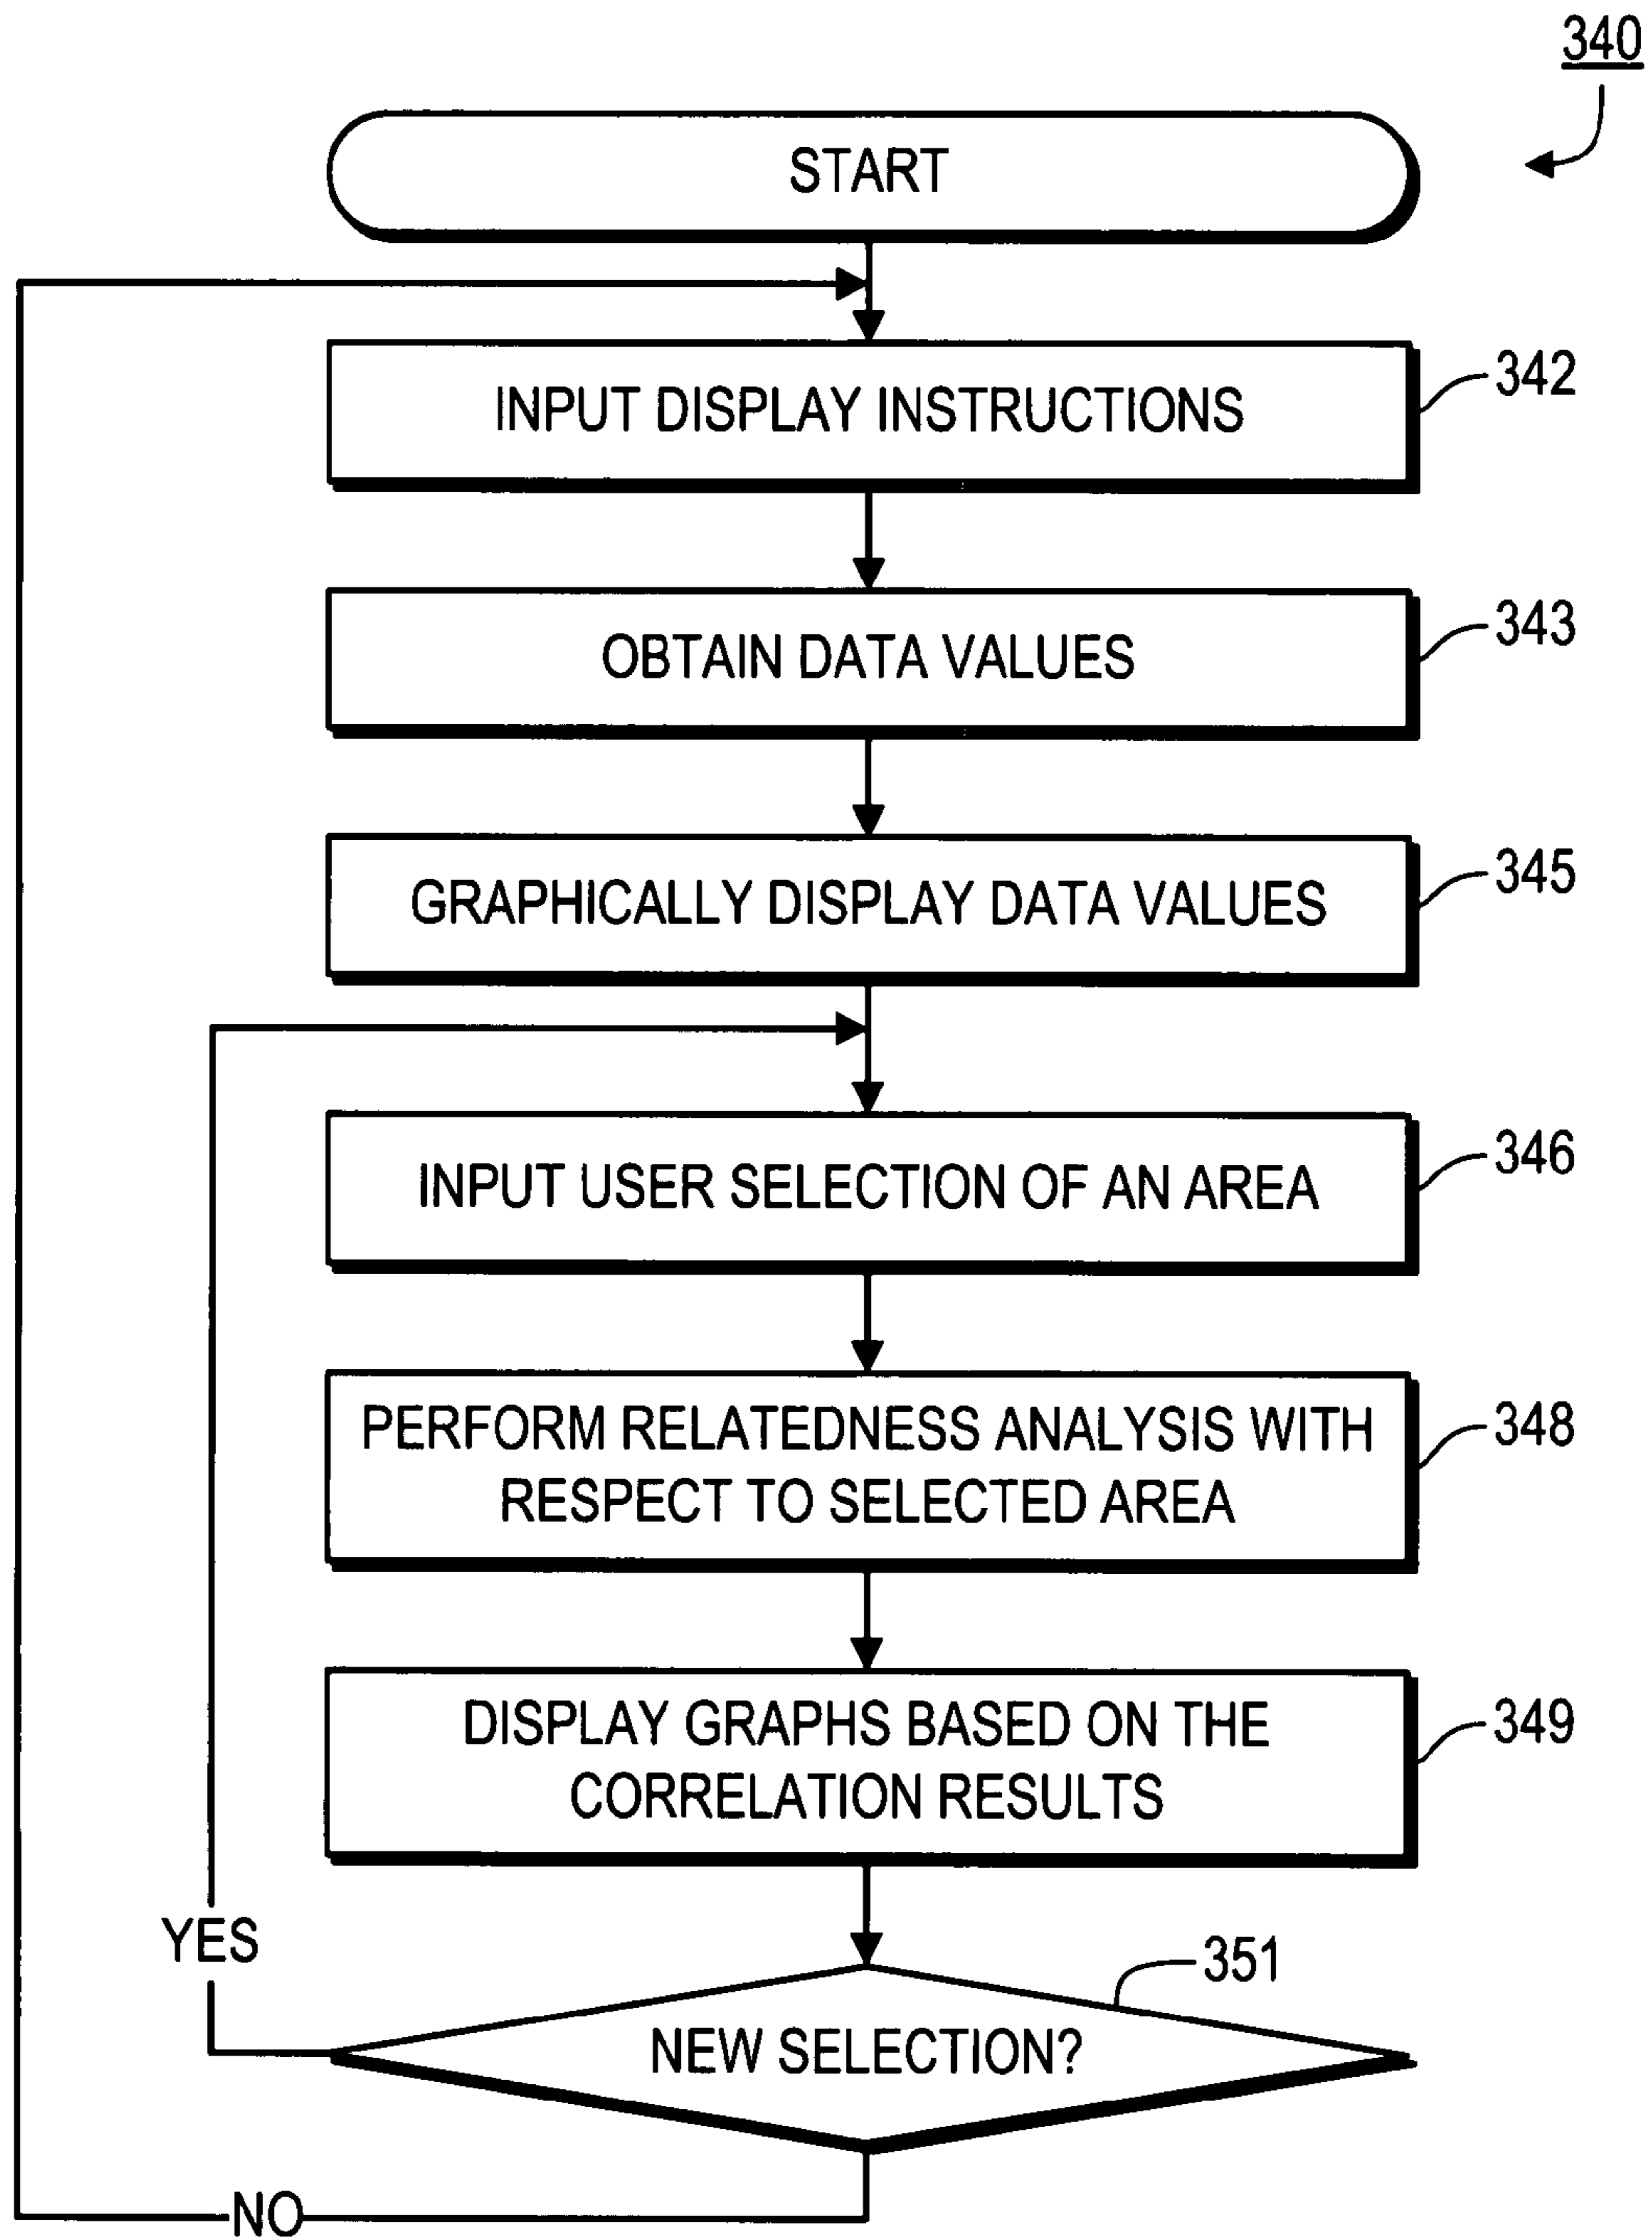 340
START
INPUT DISPLAY INSTRUCTIONS
342
OBTAIN DATA VALUES
343
GRAPHICALLY DISPLAY DATA VALUES
345
INPUT USER SELECTION OF AN AREA
346
PERFORM RELATEDNESS ANALYSIS WITH
RESPECT TO SELECTED AREA
348
DISPLAY GRAPHS BASED ON THE
CORRELATION RESULTS
349
YES
351
NEW SELECTION?
NO